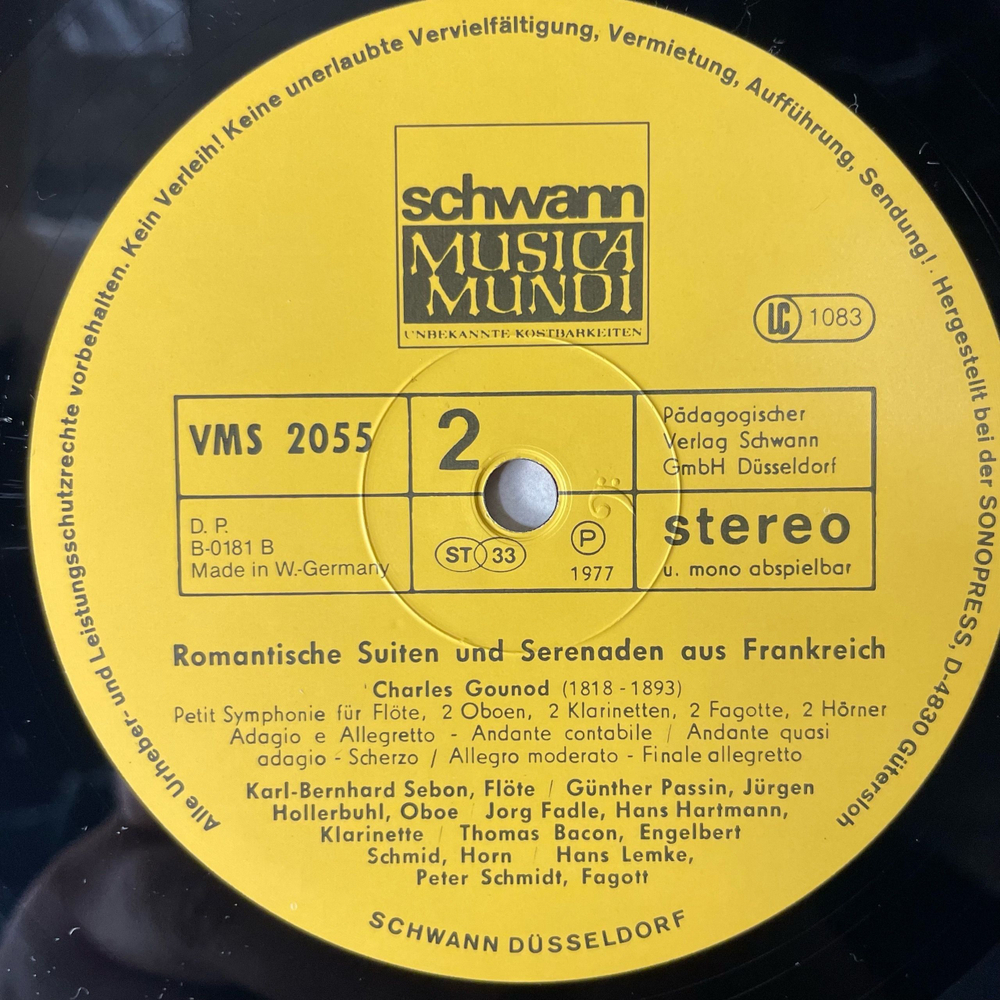 Alle Urheber- und Leistungsschutzrechte vorbehalten. Kein Verleih! Keine unerlaubte Vervielfältigung, Vermietung, Aufführung, Sendung! · Hergestellt bei der SONOPRESS, D-4830 Gütersloh
schwann
MUSICA
MUNDI
UNBEKANNTE KOSTBARKEITEN
LC 1083
VMS 2055
2
Pädagogischer
Verlag Schwann
GmbH Düsseldorf
D. P.
B-0181 B
Made in W.-Germany
ST 33
P
1977
stereo
u. mono abspielbar
Romantische Suiten und Serenaden aus Frankreich
Charles Gounod (1818 - 1893)
Petit Symphonie für Flöte, 2 Oboen, 2 Klarinetten, 2 Fagotte, 2 Hörner
Adagio e Allegretto - Andante contabile / Andante quasi
adagio - Scherzo / Allegro moderato - Finale allegretto
Karl-Bernhard Sebon, Flöte / Günther Passin, Jürgen
Hollerbuhl, Oboe / Jorg Fadle, Hans Hartmann,
Klarinette / Thomas Bacon, Engelbert
Schmid, Horn / Hans Lemke,
Peter Schmidt, Fagott
SCHWANN DÜSSELDORF